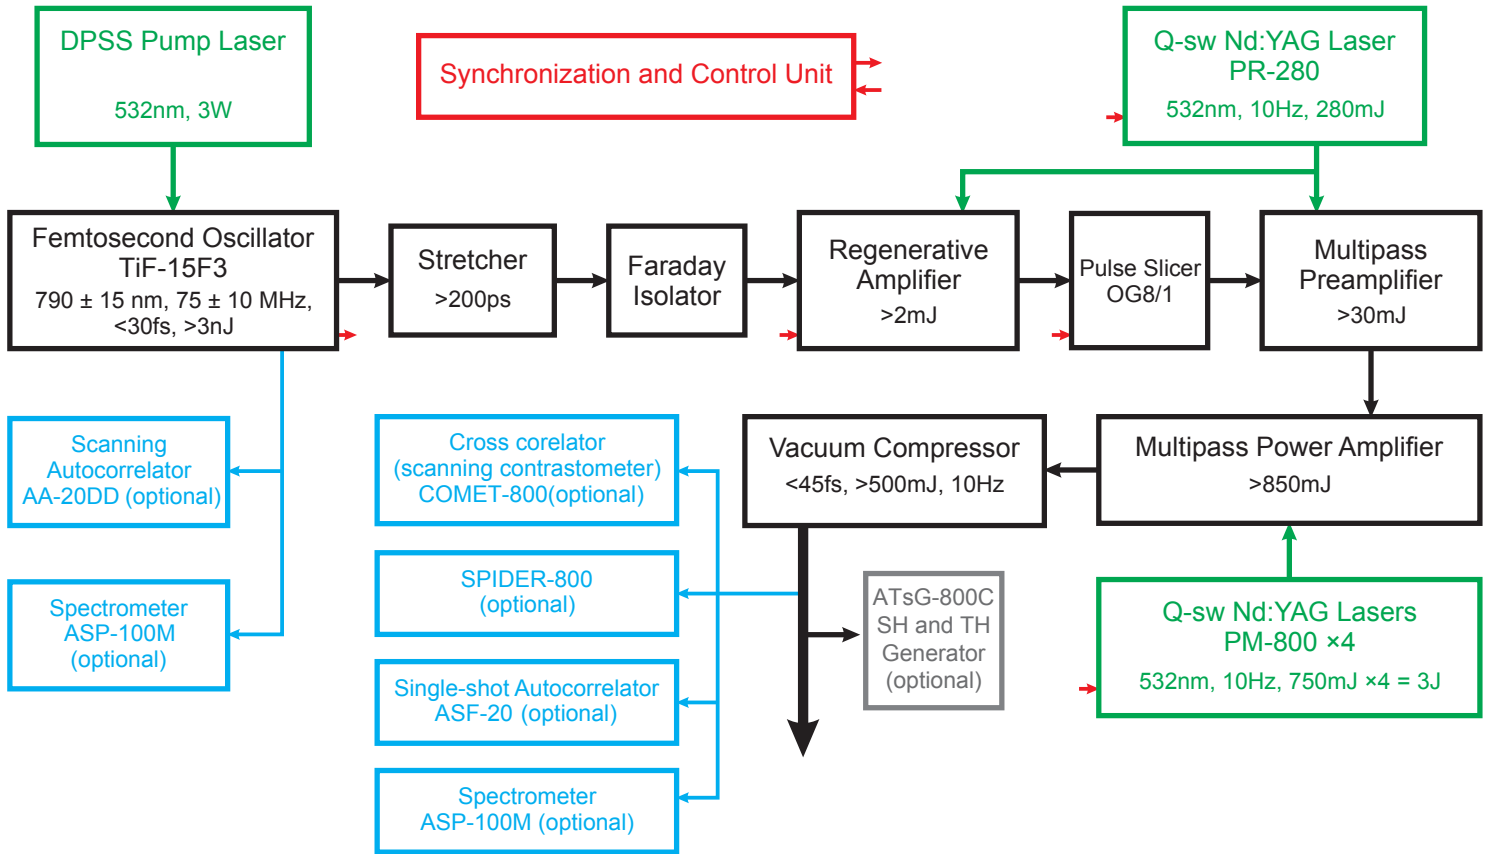 DPSS Pump Laser
532nm, 3W
Synchronization and Control Unit
Q-sw Nd:YAG Laser
PR-280
532nm, 10Hz, 280mJ
Femtosecond Oscillator
TiF-15F3
790 ± 15 nm, 75 ± 10 MHz,
<30fs, >3nJ
Stretcher
>200ps
Faraday
Isolator
Regenerative
Amplifier
>2mJ
Pulse Slicer
OG8/1
Multipass
Preamplifier
>30mJ
Scanning
Autocorrelator
AA-20DD (optional)
Cross corelator
(scanning contrastometer)
COMET-800(optional)
Vacuum Compressor
<45fs, >500mJ, 10Hz
Multipass Power Amplifier
>850mJ
Spectrometer
ASP-100M
(optional)
SPIDER-800
(optional)
ATsG-800C
SH and TH
Generator
(optional)
Q-sw Nd:YAG Lasers
PM-800 ×4
532nm, 10Hz, 750mJ ×4 = 3J
Single-shot Autocorrelator
ASF-20 (optional)
Spectrometer
ASP-100M (optional)